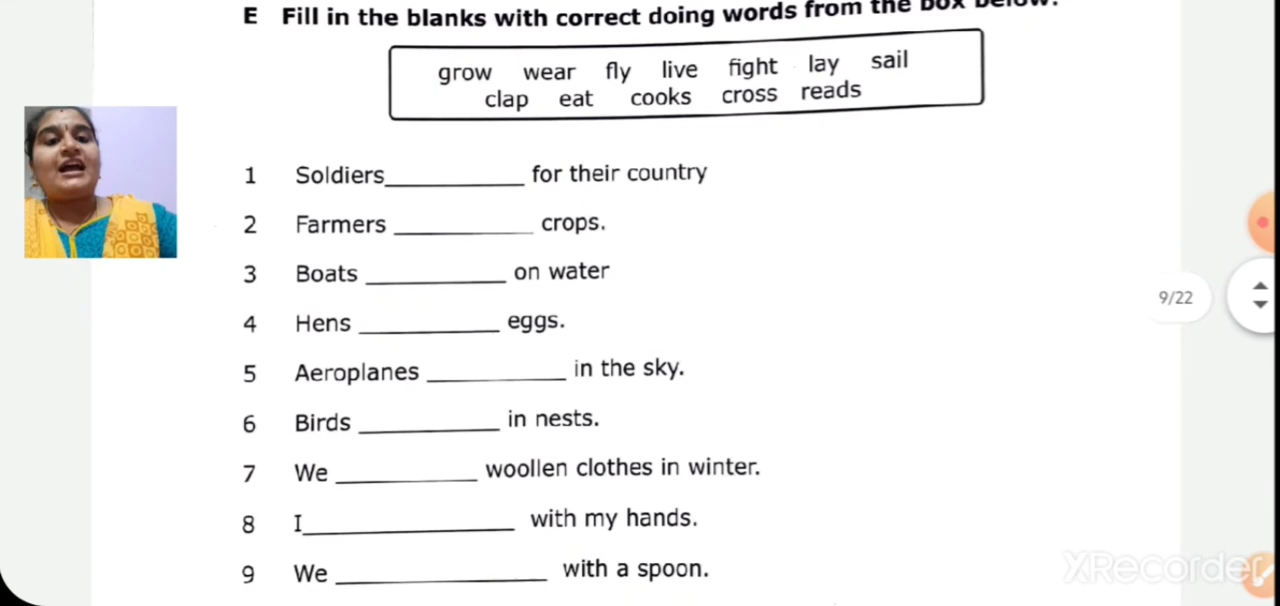 E Fill in the blanks with correct doing words from the box below.
grow wear fly live fight lay sail
clap eat cooks cross reads
1 Soldiers__________ for their country
2 Farmers __________ crops.
3 Boats __________ on water
4 Hens __________ eggs.
5 Aeroplanes __________ in the sky.
6 Birds __________ in nests.
9/22
7 We __________ woollen clothes in winter.
8 I_______________ with my hands.
9 We _______________ with a spoon.
XRecorder